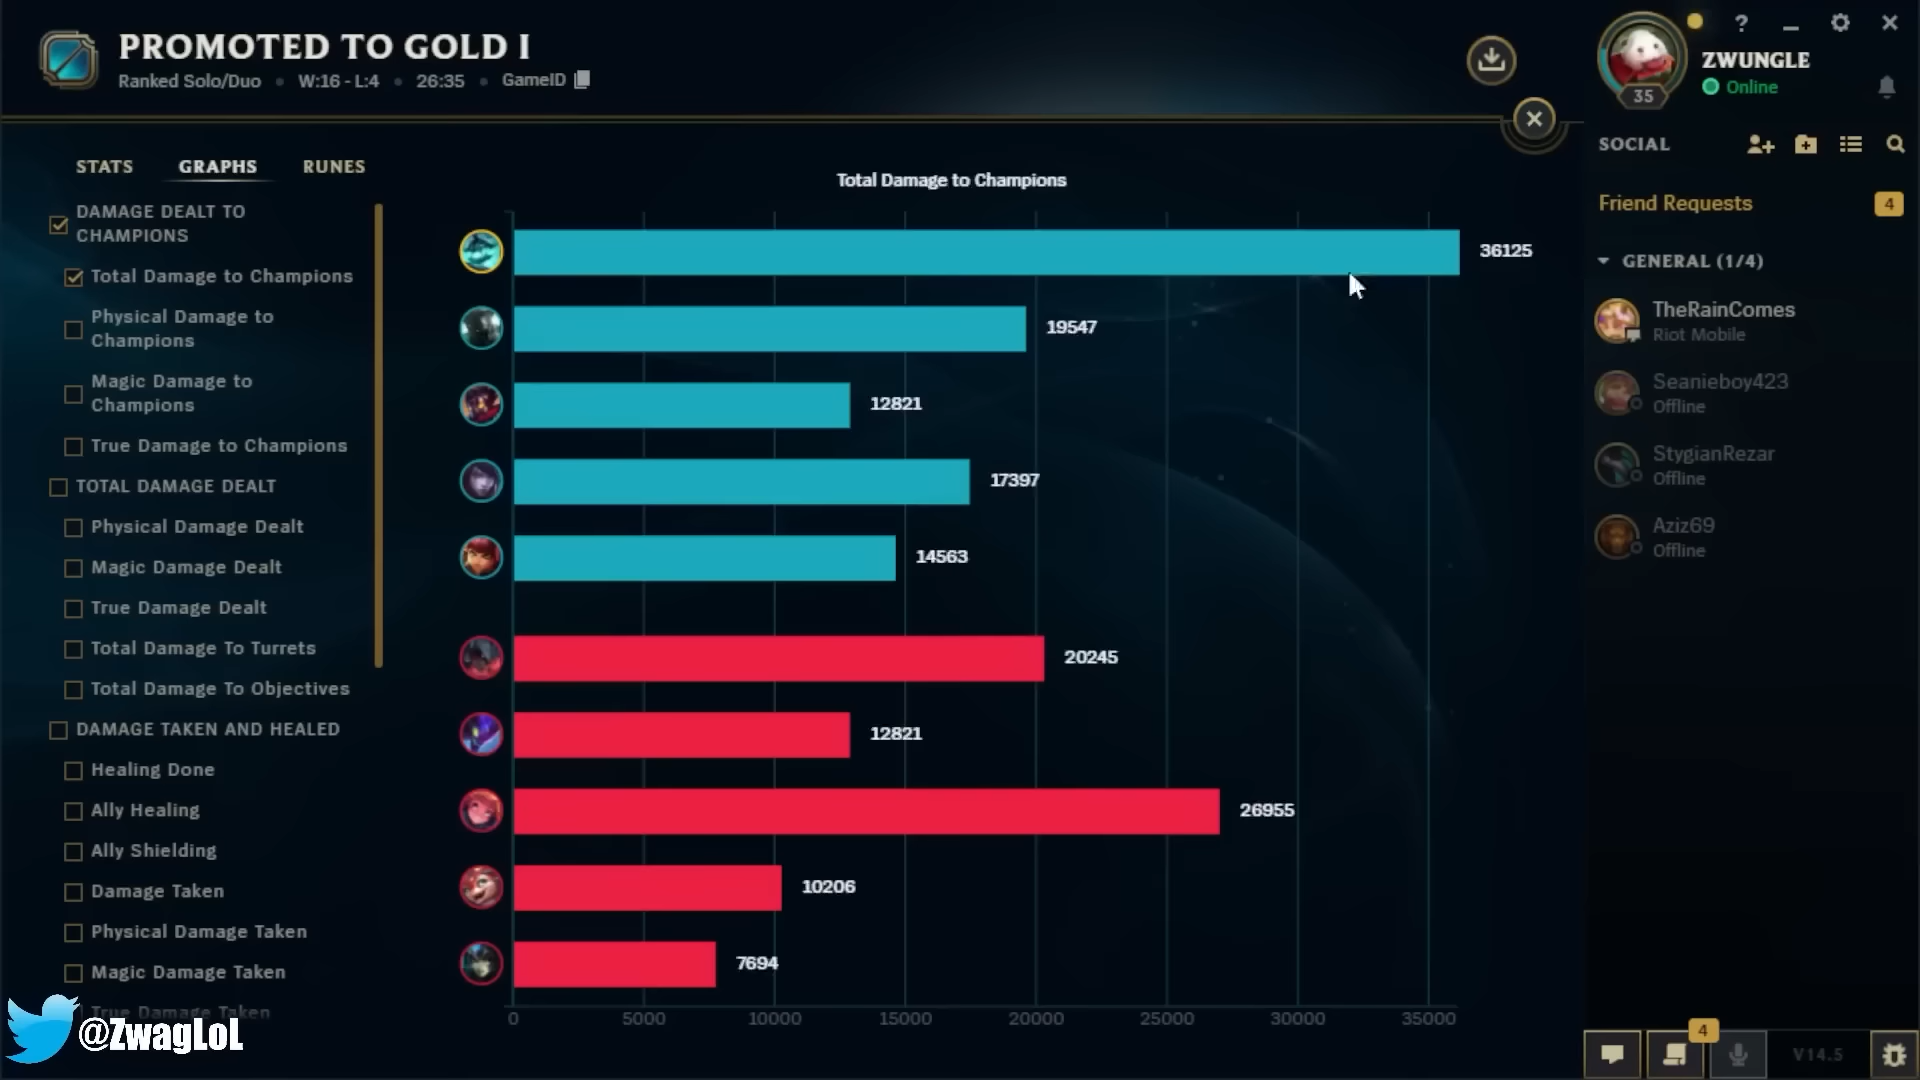 PROMOTED TO GOLD I
Ranked Solo/Duo • W:16 - L:4 • 26:35 • GameID
STATS GRAPHS RUNES
DAMAGE DEALT TO
CHAMPIONS
Total Damage to Champions
Physical Damage to
Champions
Magic Damage to
Champions
True Damage to Champions
TOTAL DAMAGE DEALT
Physical Damage Dealt
Magic Damage Dealt
True Damage Dealt
Total Damage To Turrets
Total Damage To Objectives
DAMAGE TAKEN AND HEALED
Healing Done
Ally Healing
Ally Shielding
Damage Taken
Physical Damage Taken
Magic Damage Taken
True Damage Taken
@ZwagLoL
Total Damage to Champions
36125
19547
12821
17397
14563
20245
12821
26955
10206
7694
0 5000 10000 15000 20000 25000 30000 35000
?
35
ZWUNGLE
Online
SOCIAL
Friend Requests 4
GENERAL (1/4)
TheRainComes
Riot Mobile
Seanieboy423
Offline
StygianRezar
Offline
Aziz69
Offline
4
V14.5